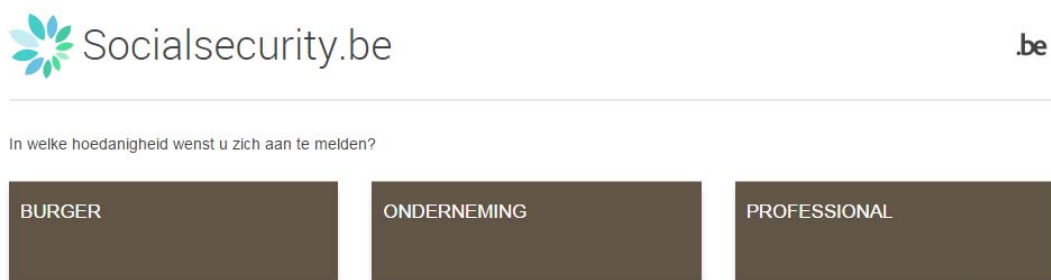 Socialsecurity.be
.be
In welke hoedanigheid wenst u zich aan te melden?
BURGER
ONDERNEMING
PROFESSIONAL